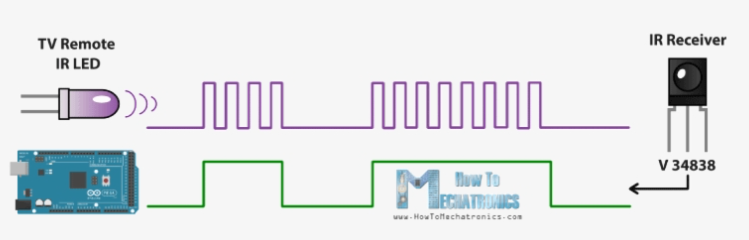 TV Remote
IR LED
IR Receiver
V 34838
How To
MECHATRONICS
www.HowToMechatronics.com